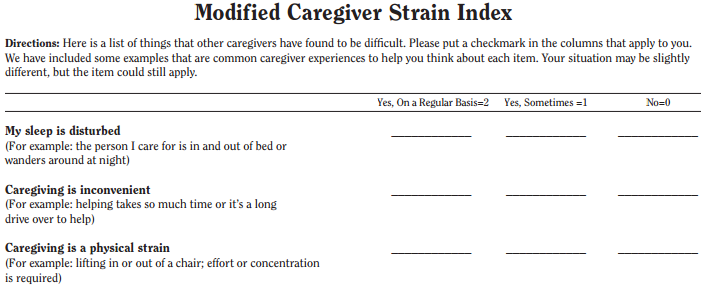 Modified Caregiver Strain Index
Directions: Here is a list of things that other caregivers have found to be difficult. Please put a checkmark in the columns that apply to you.
We have included some examples that are common caregiver experiences to help you think about each item. Your situation may be slightly
different, but the item could still apply.
Yes, On a Regular Basis=2 Yes, Sometimes =1 No=0
My sleep is disturbed
(For example: the person I care for is in and out of bed or
wanders around at night)
Caregiving is inconvenient
(For example: helping takes so much time or it's a long
drive over to help)
Caregiving is a physical strain
(For example: lifting in or out of a chair; effort or concentration
is required)